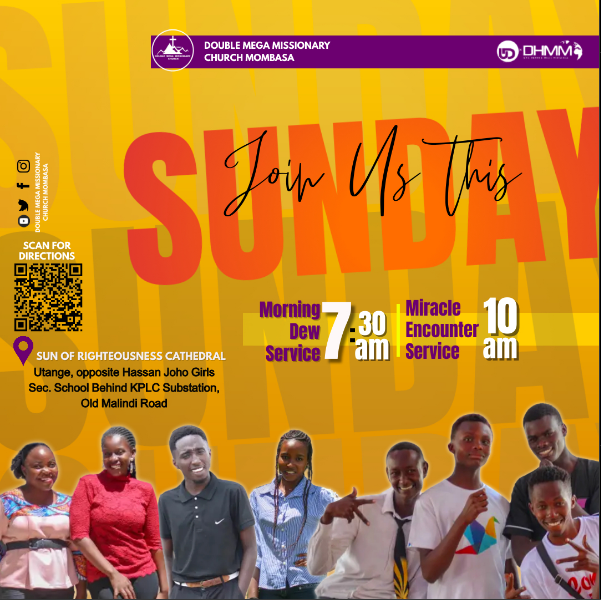 DOUBLE MEGA MISSIONARY
CHURCH MOMBASA
DHMM
SUNDAY
Join Us This
DOUBLE MEGA MISSIONARY
CHURCH MOMBASA
SCAN FOR
DIRECTIONS
Morning
Dew
Service
7:30
am
Miracle
Encounter
Service
10
am
SUN OF RIGHTEOUSNESS CATHEDRAL
Utange, opposite Hassan Joho Girls
Sec. School Behind KPLC Substation,
Old Malindi Road